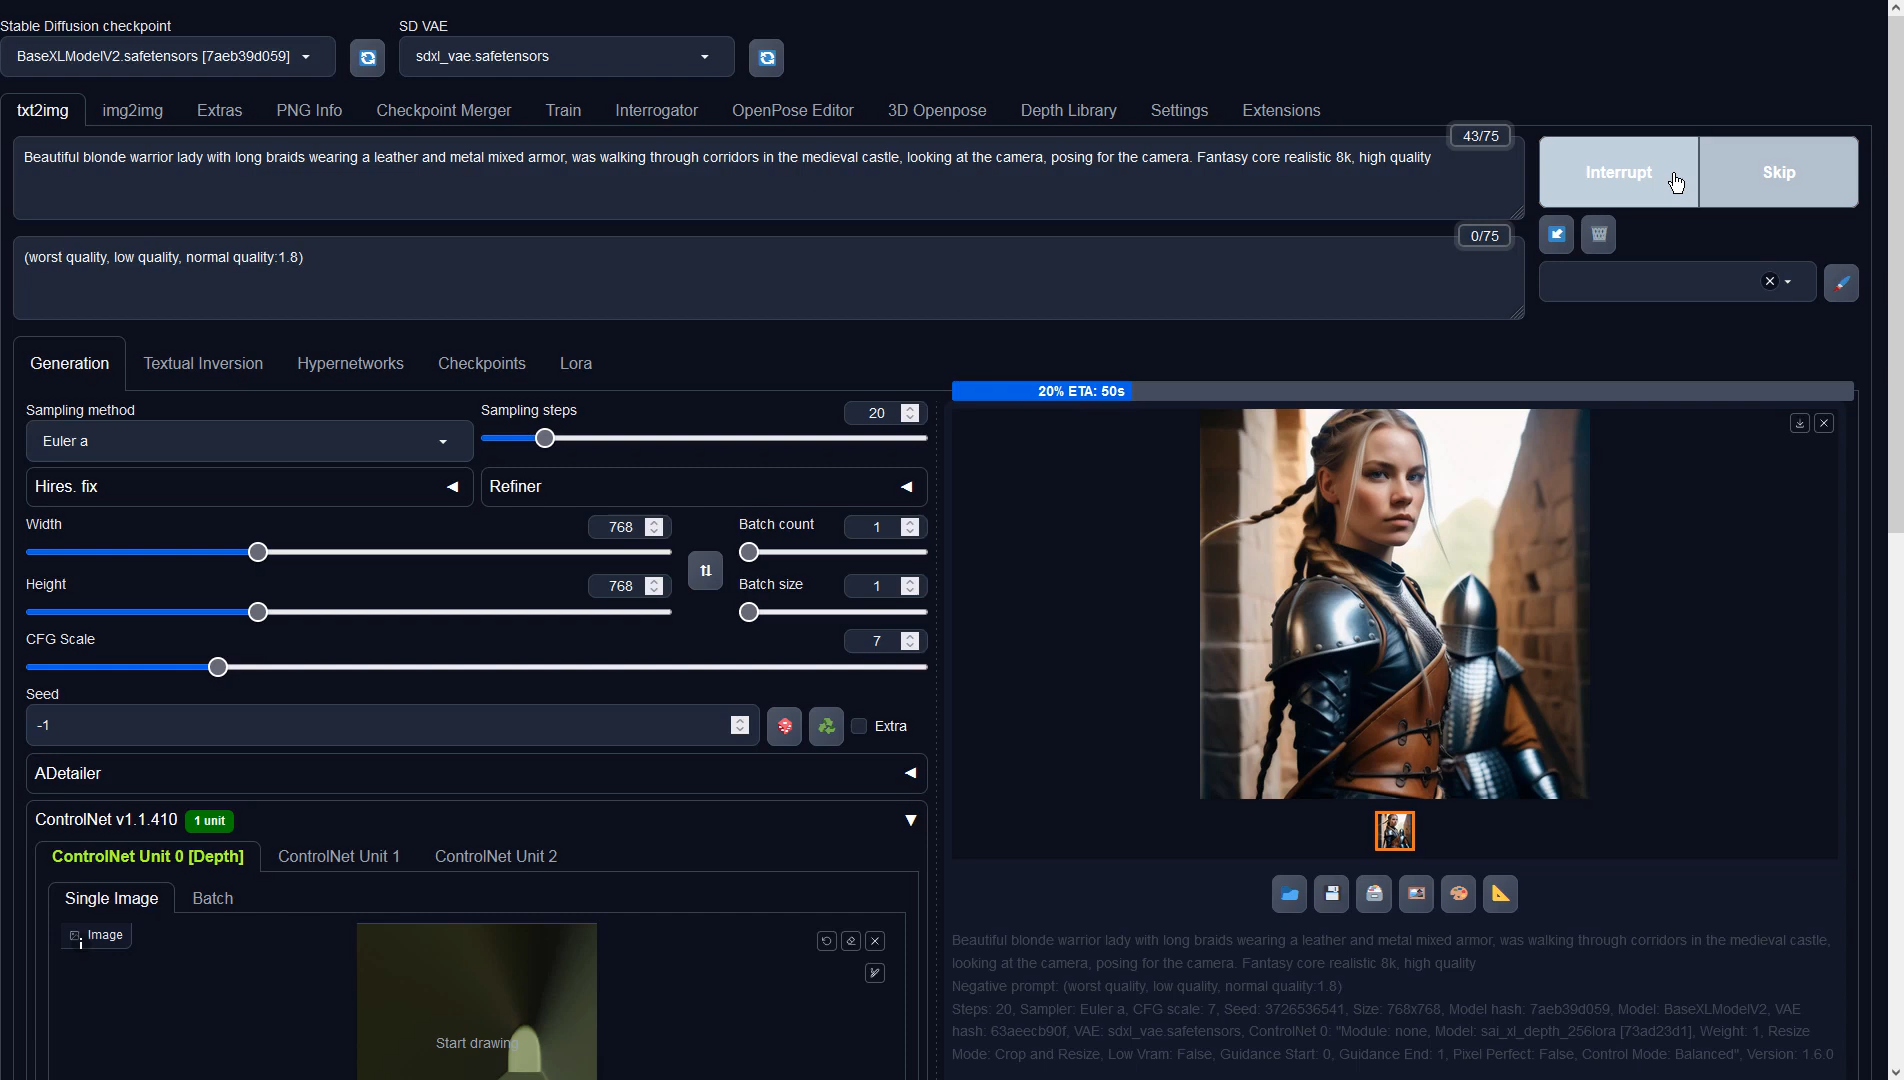 Stable Diffusion checkpoint
SD VAE
BaseXLModelV2.safetensors [7aeb39d059]
sdxl_vae.safetensors
txt2img
img2img
Extras
PNG Info
Checkpoint Merger
Train
Interrogator
OpenPose Editor
3D Openpose
Depth Library
Settings
Extensions
43/75
Beautiful blonde warrior lady with long braids wearing a leather and metal mixed armor, was walking through corridors in the medieval castle, looking at the camera, posing for the camera. Fantasy core realistic 8k, high quality
Interrupt
Skip
0/75
(worst quality, low quality, normal quality:1.8)
Generation
Textual Inversion
Hypernetworks
Checkpoints
Lora
20% ETA: 50s
Sampling method
Sampling steps
20
Euler a
Hires. fix
Refiner
Width
768
Batch count
1
Height
768
Batch size
1
CFG Scale
7
Seed
-1
Extra
ADetailer
ControlNet v1.1.410
1 unit
ControlNet Unit 0 [Depth]
ControlNet Unit 1
ControlNet Unit 2
Single Image
Batch
Image
Start drawing
Beautiful blonde warrior lady with long braids wearing a leather and metal mixed armor, was walking through corridors in the medieval castle,
looking at the camera, posing for the camera. Fantasy core realistic 8k, high quality
Negative prompt: (worst quality, low quality, normal quality:1.8)
Steps: 20, Sampler: Euler a, CFG scale: 7, Seed: 3726536541, Size: 768x768, Model hash: 7aeb39d059, Model: BaseXLModelV2, VAE
hash: 63aeecb90f, VAE: sdxl_vae.safetensors, ControlNet 0: "Module: none, Model: sai_xl_depth_256lora [73ad23d1], Weight: 1, Resize
Mode: Crop and Resize, Low Vram: False, Guidance Start: 0, Guidance End: 1, Pixel Perfect: False, Control Mode: Balanced", Version: 1.6.0